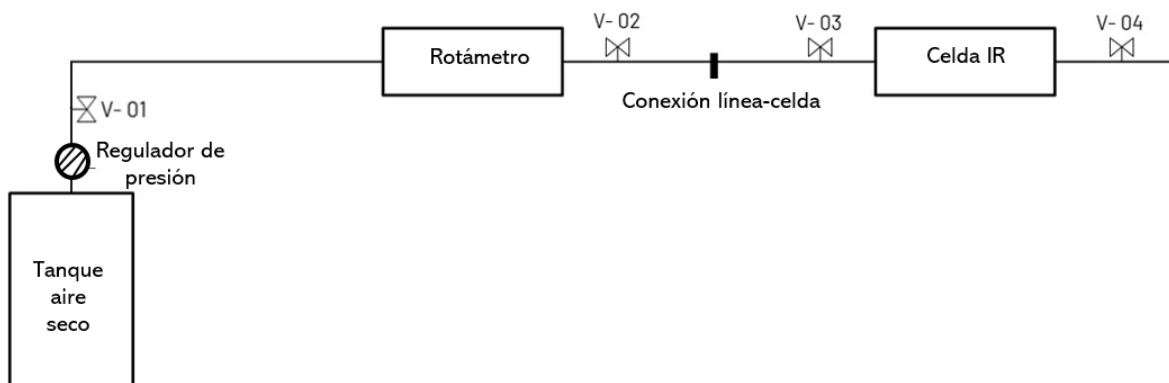 V- 01
Regulador de
presión
Tanque
aire
seco
Rotámetro
V- 02
Conexión línea-celda
V- 03
Celda IR
V- 04